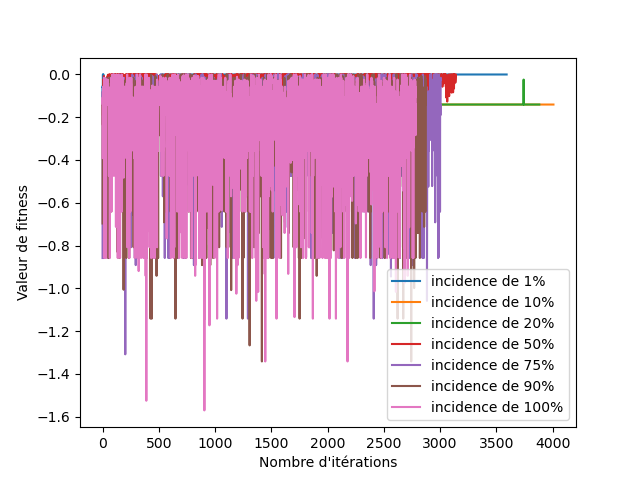 0.0
−0.2
−0.4
−0.6
−0.8
−1.0
−1.2
−1.4
−1.6
Valeur de fitness
incidence de 1%
incidence de 10%
incidence de 20%
incidence de 50%
incidence de 75%
incidence de 90%
incidence de 100%
0 500 1000 1500 2000 2500 3000 3500 4000
Nombre d'itérations